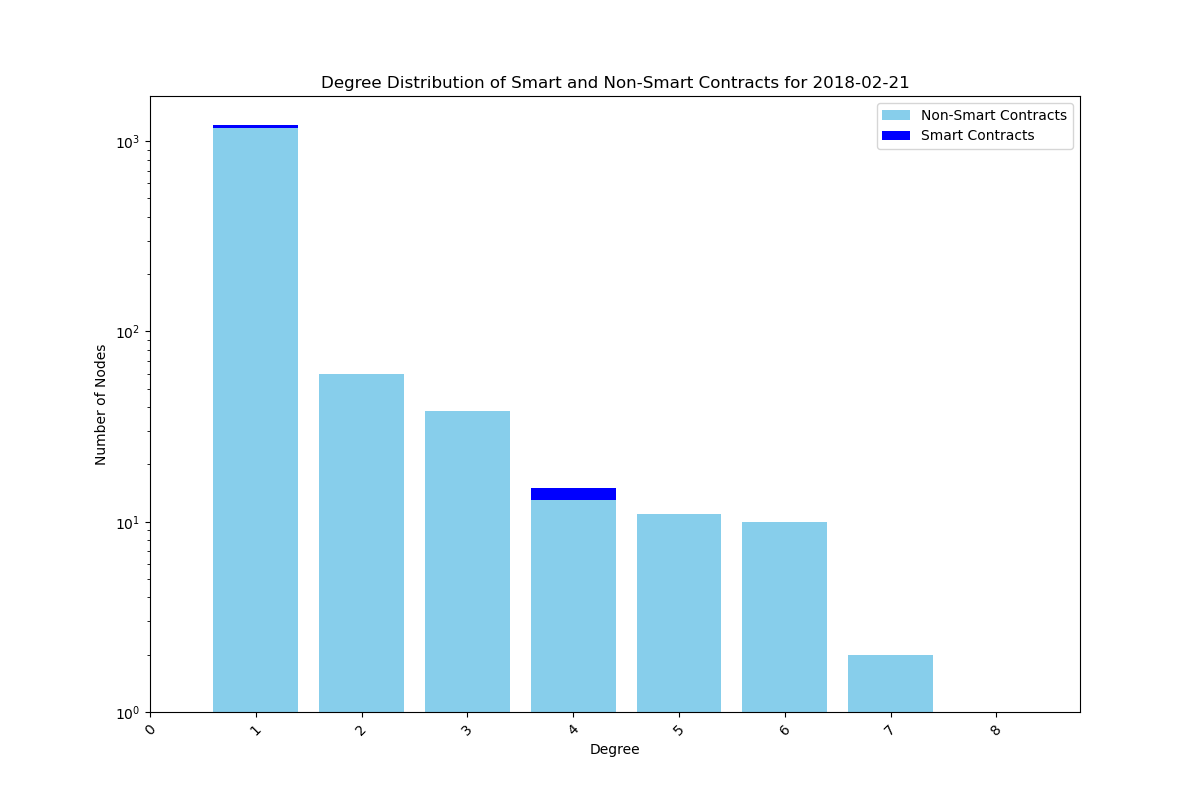 Degree Distribution of Smart and Non-Smart Contracts for 2018-02-21
Non-Smart Contracts
Smart Contracts
Number of Nodes
10³
10²
10¹
10⁰
0 1 2 3 4 5 6 7 8
Degree